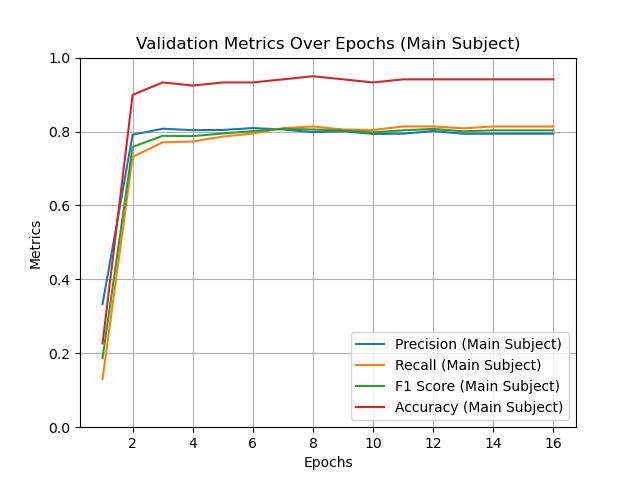 Validation Metrics Over Epochs (Main Subject)
1.0
0.8
0.6
0.4
0.2
0.0
Metrics
2 4 6 8 10 12 14 16
Epochs
Precision (Main Subject)
Recall (Main Subject)
F1 Score (Main Subject)
Accuracy (Main Subject)